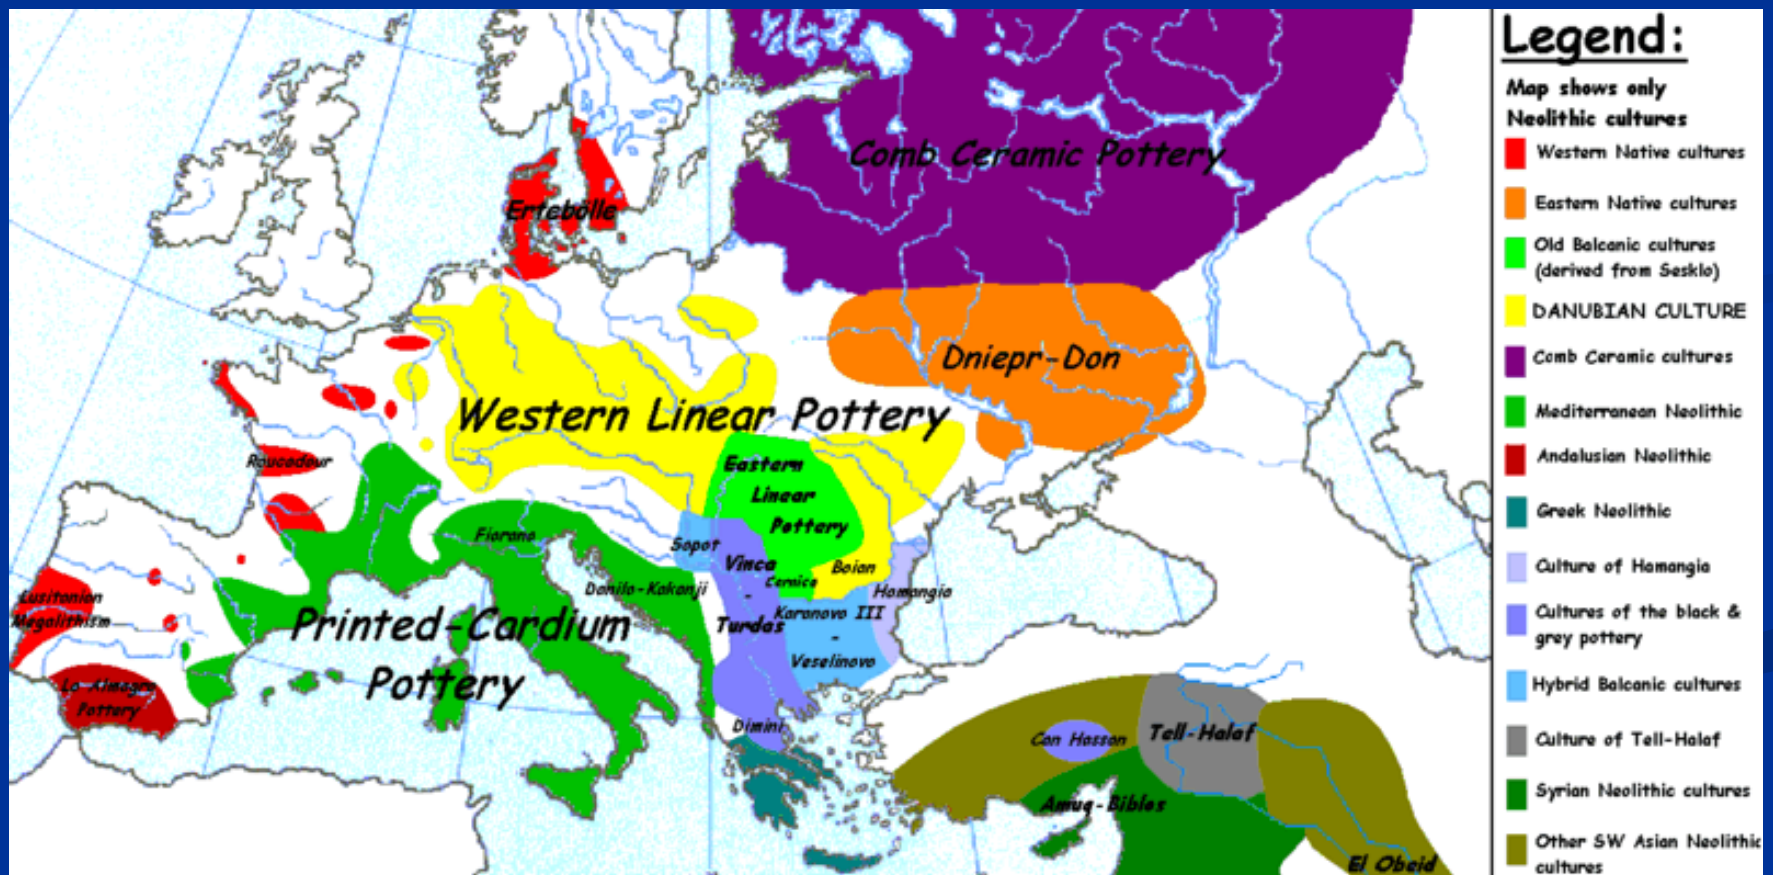 Legend:
Map shows only
Neolithic cultures
Western Native cultures
Eastern Native cultures
Old Balcanic cultures
(derived from Sesklo)
DANUBIAN CULTURE
Comb Ceramic cultures
Mediterranean Neolithic
Andalusian Neolithic
Greek Neolithic
Culture of Hamangia
Cultures of the black &
grey pottery
Hybrid Balcanic cultures
Culture of Tell-Halaf
Syrian Neolithic cultures
Other SW Asian Neolithic
cultures
Comb Ceramic Pottery
Ertebölle
Dniepr-Don
Western Linear Pottery
Roucadour
Eastern
Linear
Pottery
Fiorano
Sopot
Vinca
-
Turdas
Cernica
Boian
Hamangia
Danilo-Kakanji
Karanovo III
-
Veselinovo
Lusitanian
Megalithism
Printed-Cardium
Pottery
La Almagra
Pottery
Dimini
Can Hasan
Tell-Halaf
Amuq-Biblos
El Obeid